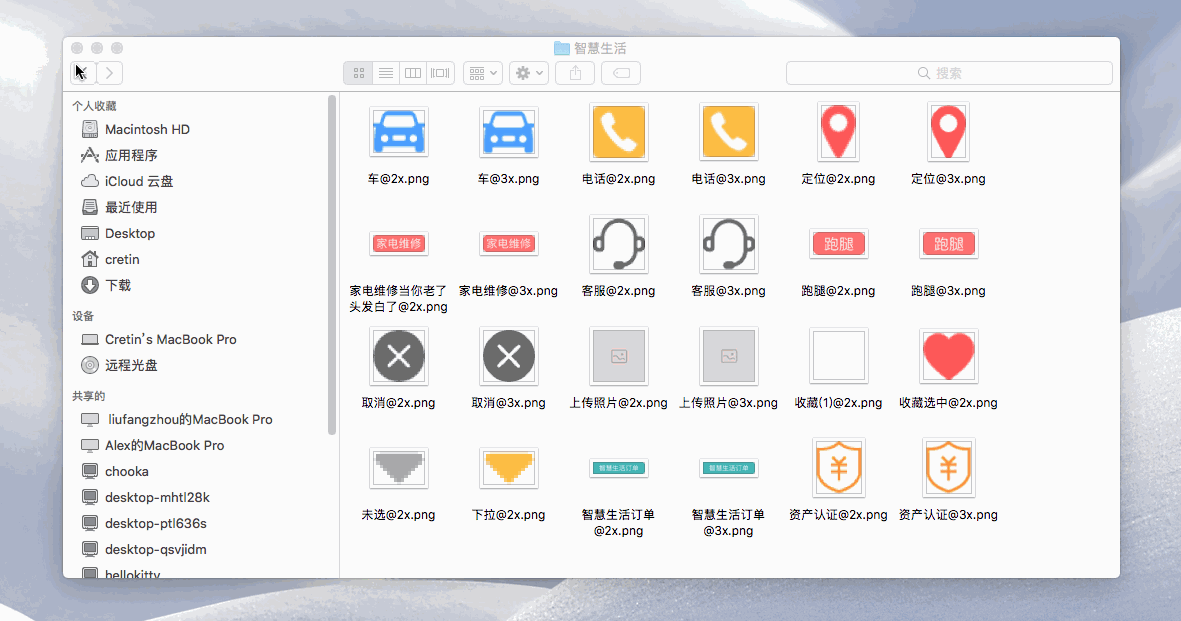 智慧生活
搜索
个人收藏
Macintosh HD
应用程序
iCloud 云盘
最近使用
Desktop
cretin
下载
设备
Cretin's MacBook Pro
远程光盘
共享的
liufangzhou的MacBook Pro
Alex的MacBook Pro
chooka
desktop-mhtl28k
desktop-ptl636s
desktop-qsvjidm
hellokitty
车@2x.png
车@3x.png
电话@2x.png
电话@3x.png
定位@2x.png
定位@3x.png
家电维修
家电维修
跑腿
跑腿
家电维修当你老了
头发白了@2x.png
家电维修@3x.png
客服@2x.png
客服@3x.png
跑腿@2x.png
跑腿@3x.png
取消@2x.png
取消@3x.png
上传照片@2x.png
上传照片@3x.png
收藏(1)@2x.png
收藏选中@2x.png
智慧生活订单
智慧生活订单
未选@2x.png
下拉@2x.png
智慧生活订单
@2x.png
智慧生活订单
@3x.png
资产认证@2x.png
资产认证@3x.png